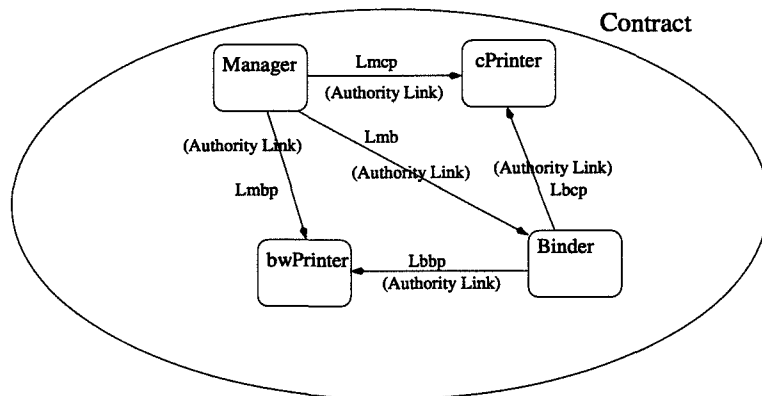 Contract
Manager
Lmcp
(Authority Link)
cPrinter
(Authority Link)
Lmbp
Lmb
(Authority Link)
(Authority Link)
Lbcp
bwPrinter
Lbbp
(Authority Link)
Binder